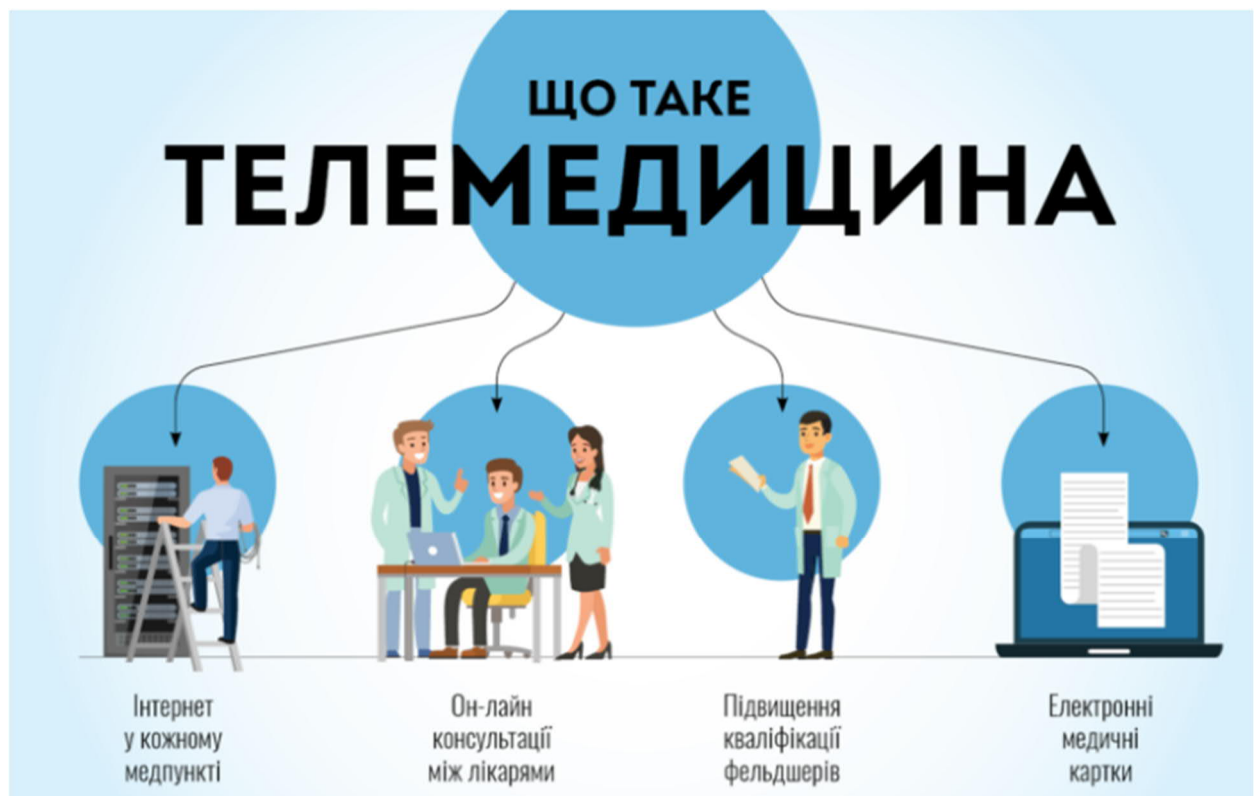 ЩО ТАКЕ
ТЕЛЕМЕДИЦИНА
Інтернет
у кожному
медпункті
Он-лайн
консультації
між лікарями
Підвищення
кваліфікації
фельдшерів
Електронні
медичні
картки